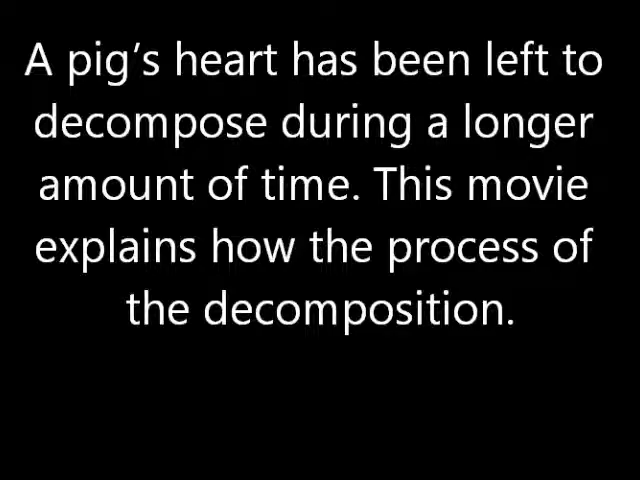 A pig’s heart has been left to
decompose during a longer
amount of time. This movie
explains how the process of
the decomposition.